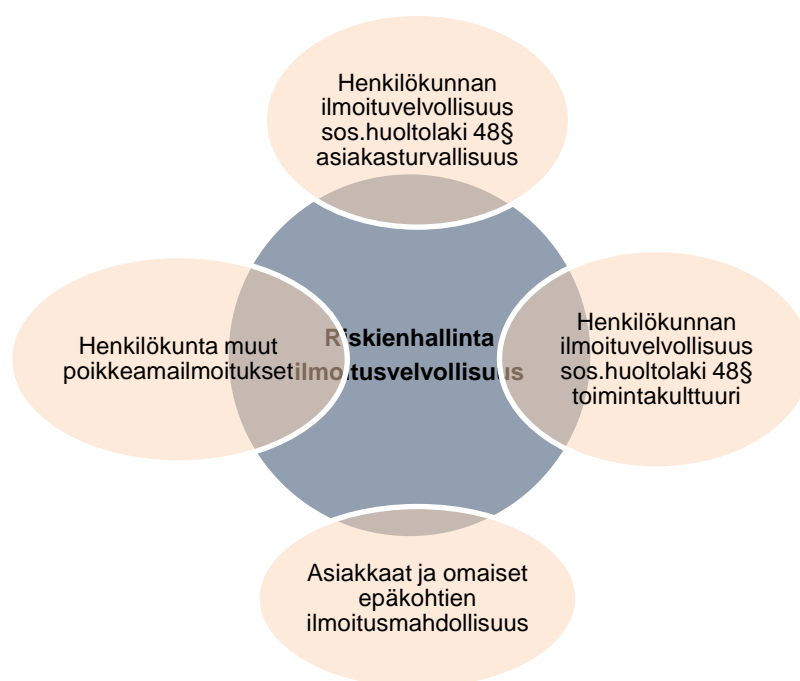 Henkilökunnan
ilmoituvelvollisuus
sos.huoltolaki 48§
asiakasturvallisuus
Henkilökunta muut
poikkeamailmoitukset
Riskienhallinta
ilmoitusvelvollisuus
Henkilökunnan
ilmoituvelvollisuus
sos.huoltolaki 48§
toimintakulttuuri
Asiakkaat ja omaiset
epäkohtien
ilmoitusmahdollisuus